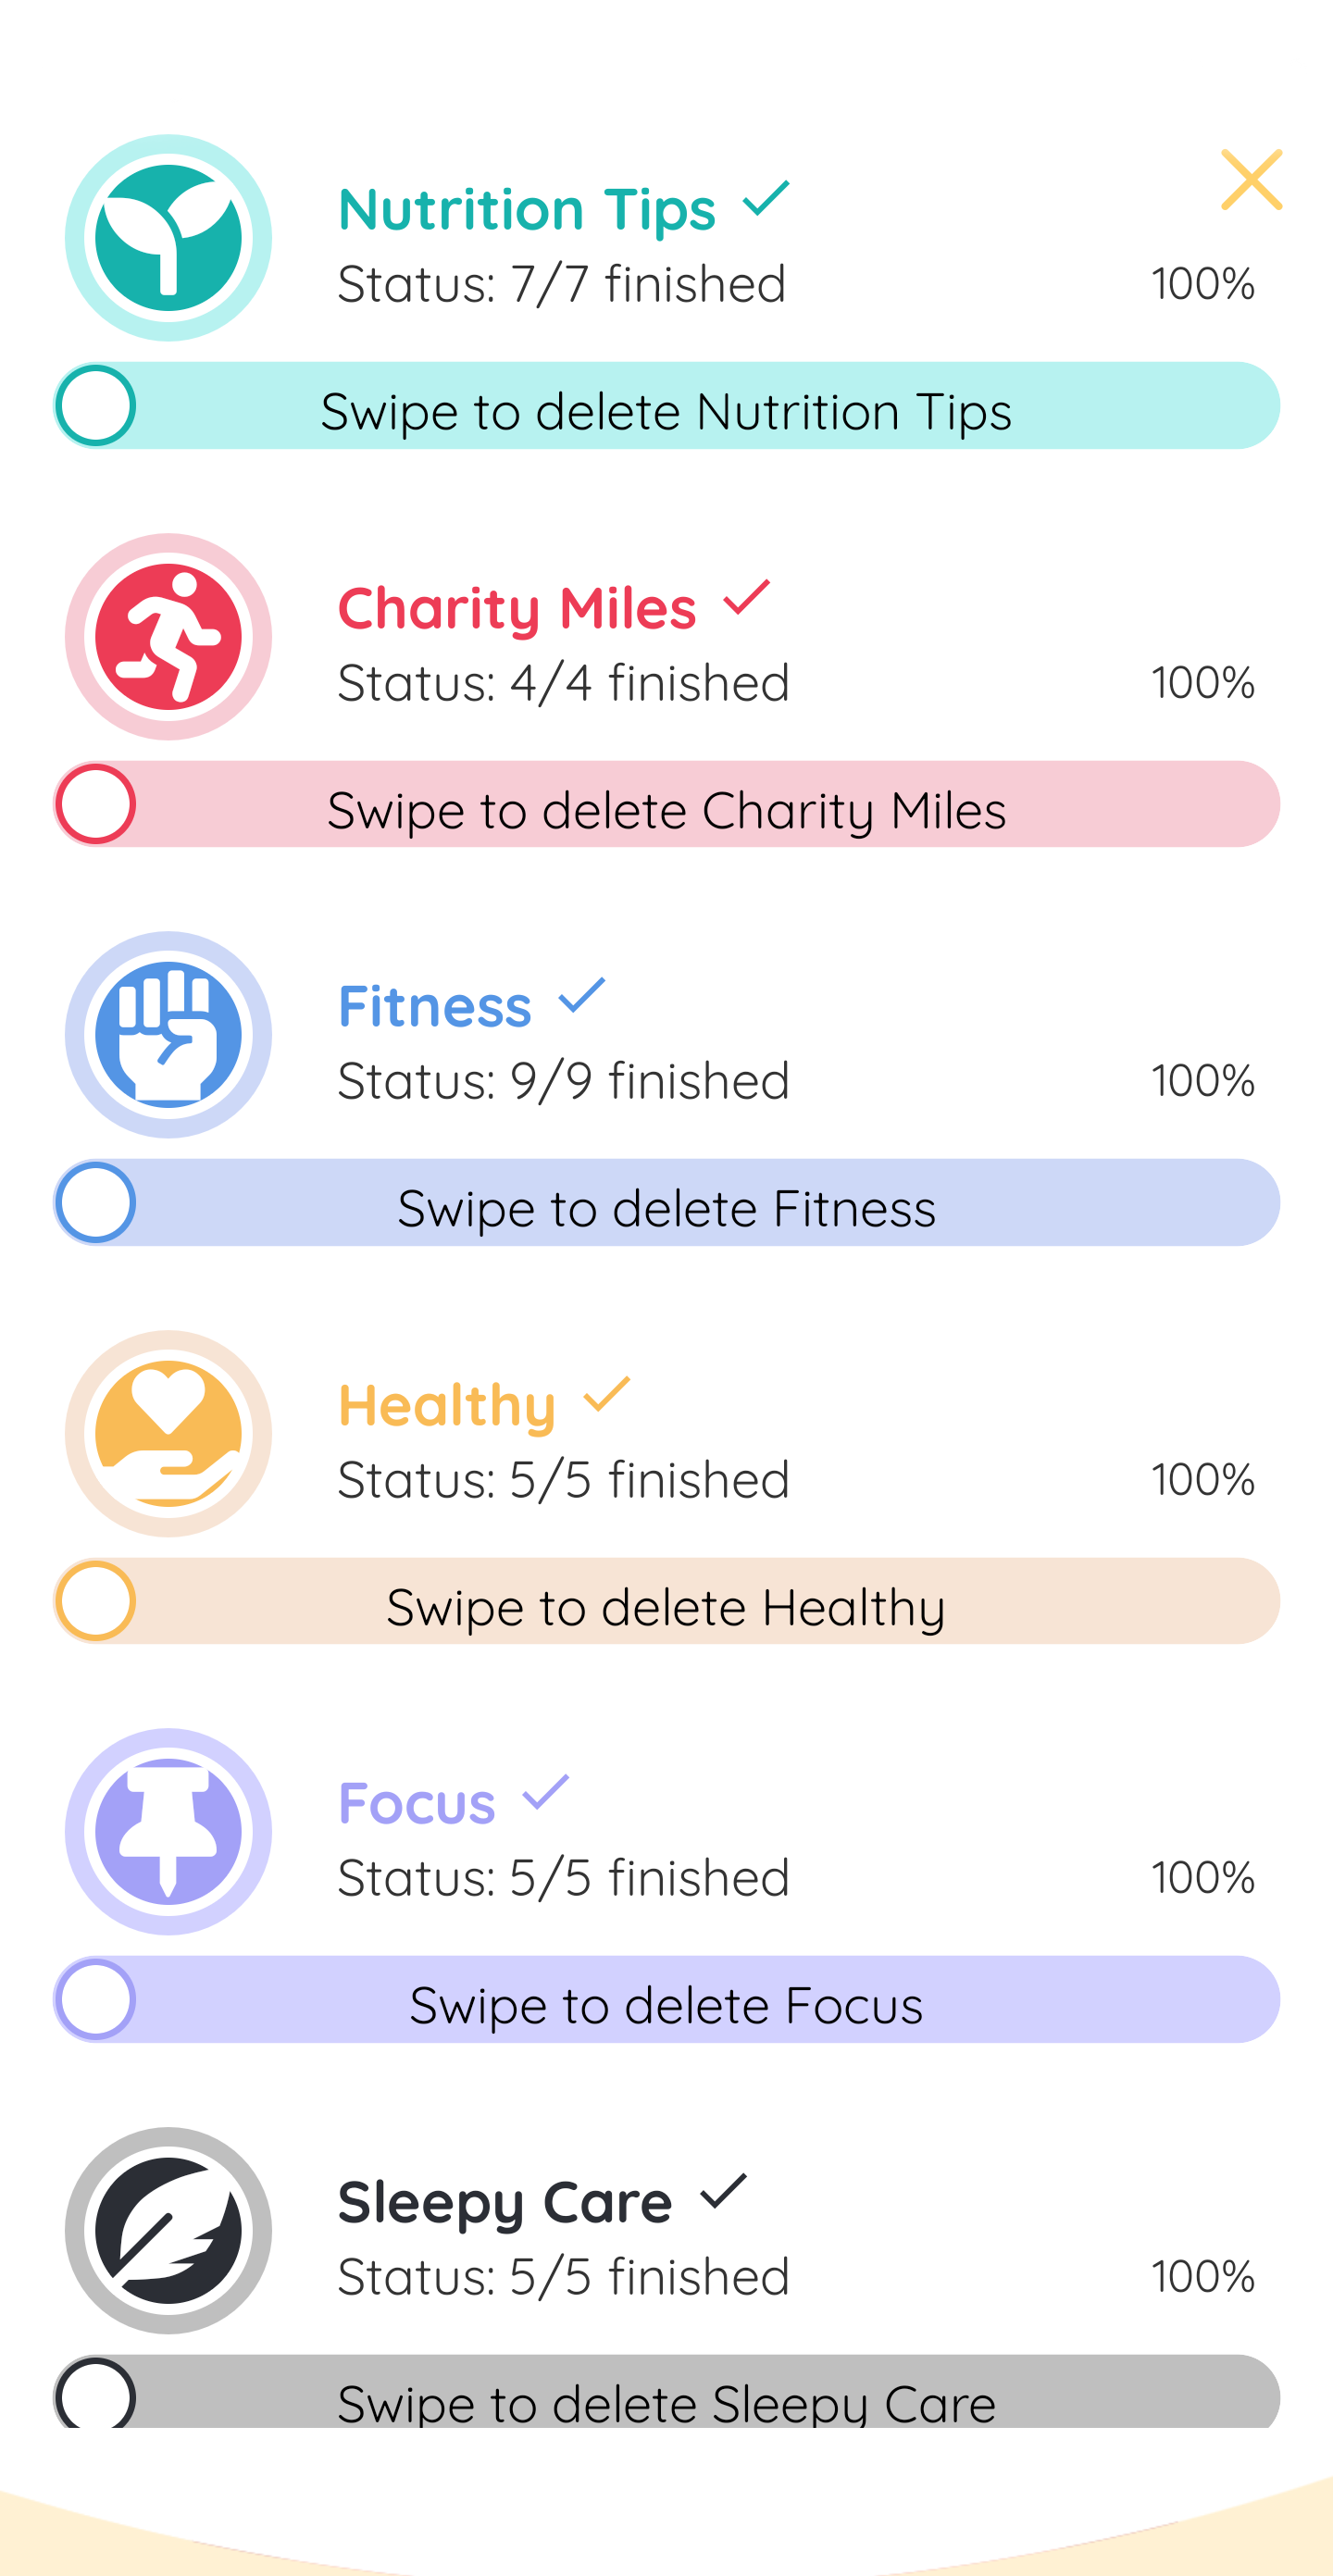 Nutrition Tips
Status: 7/7 finished 100%
Swipe to delete Nutrition Tips
Charity Miles
Status: 4/4 finished 100%
Swipe to delete Charity Miles
Fitness
Status: 9/9 finished 100%
Swipe to delete Fitness
Healthy
Status: 5/5 finished 100%
Swipe to delete Healthy
Focus
Status: 5/5 finished 100%
Swipe to delete Focus
Sleepy Care
Status: 5/5 finished 100%
Swipe to delete Sleepy Care